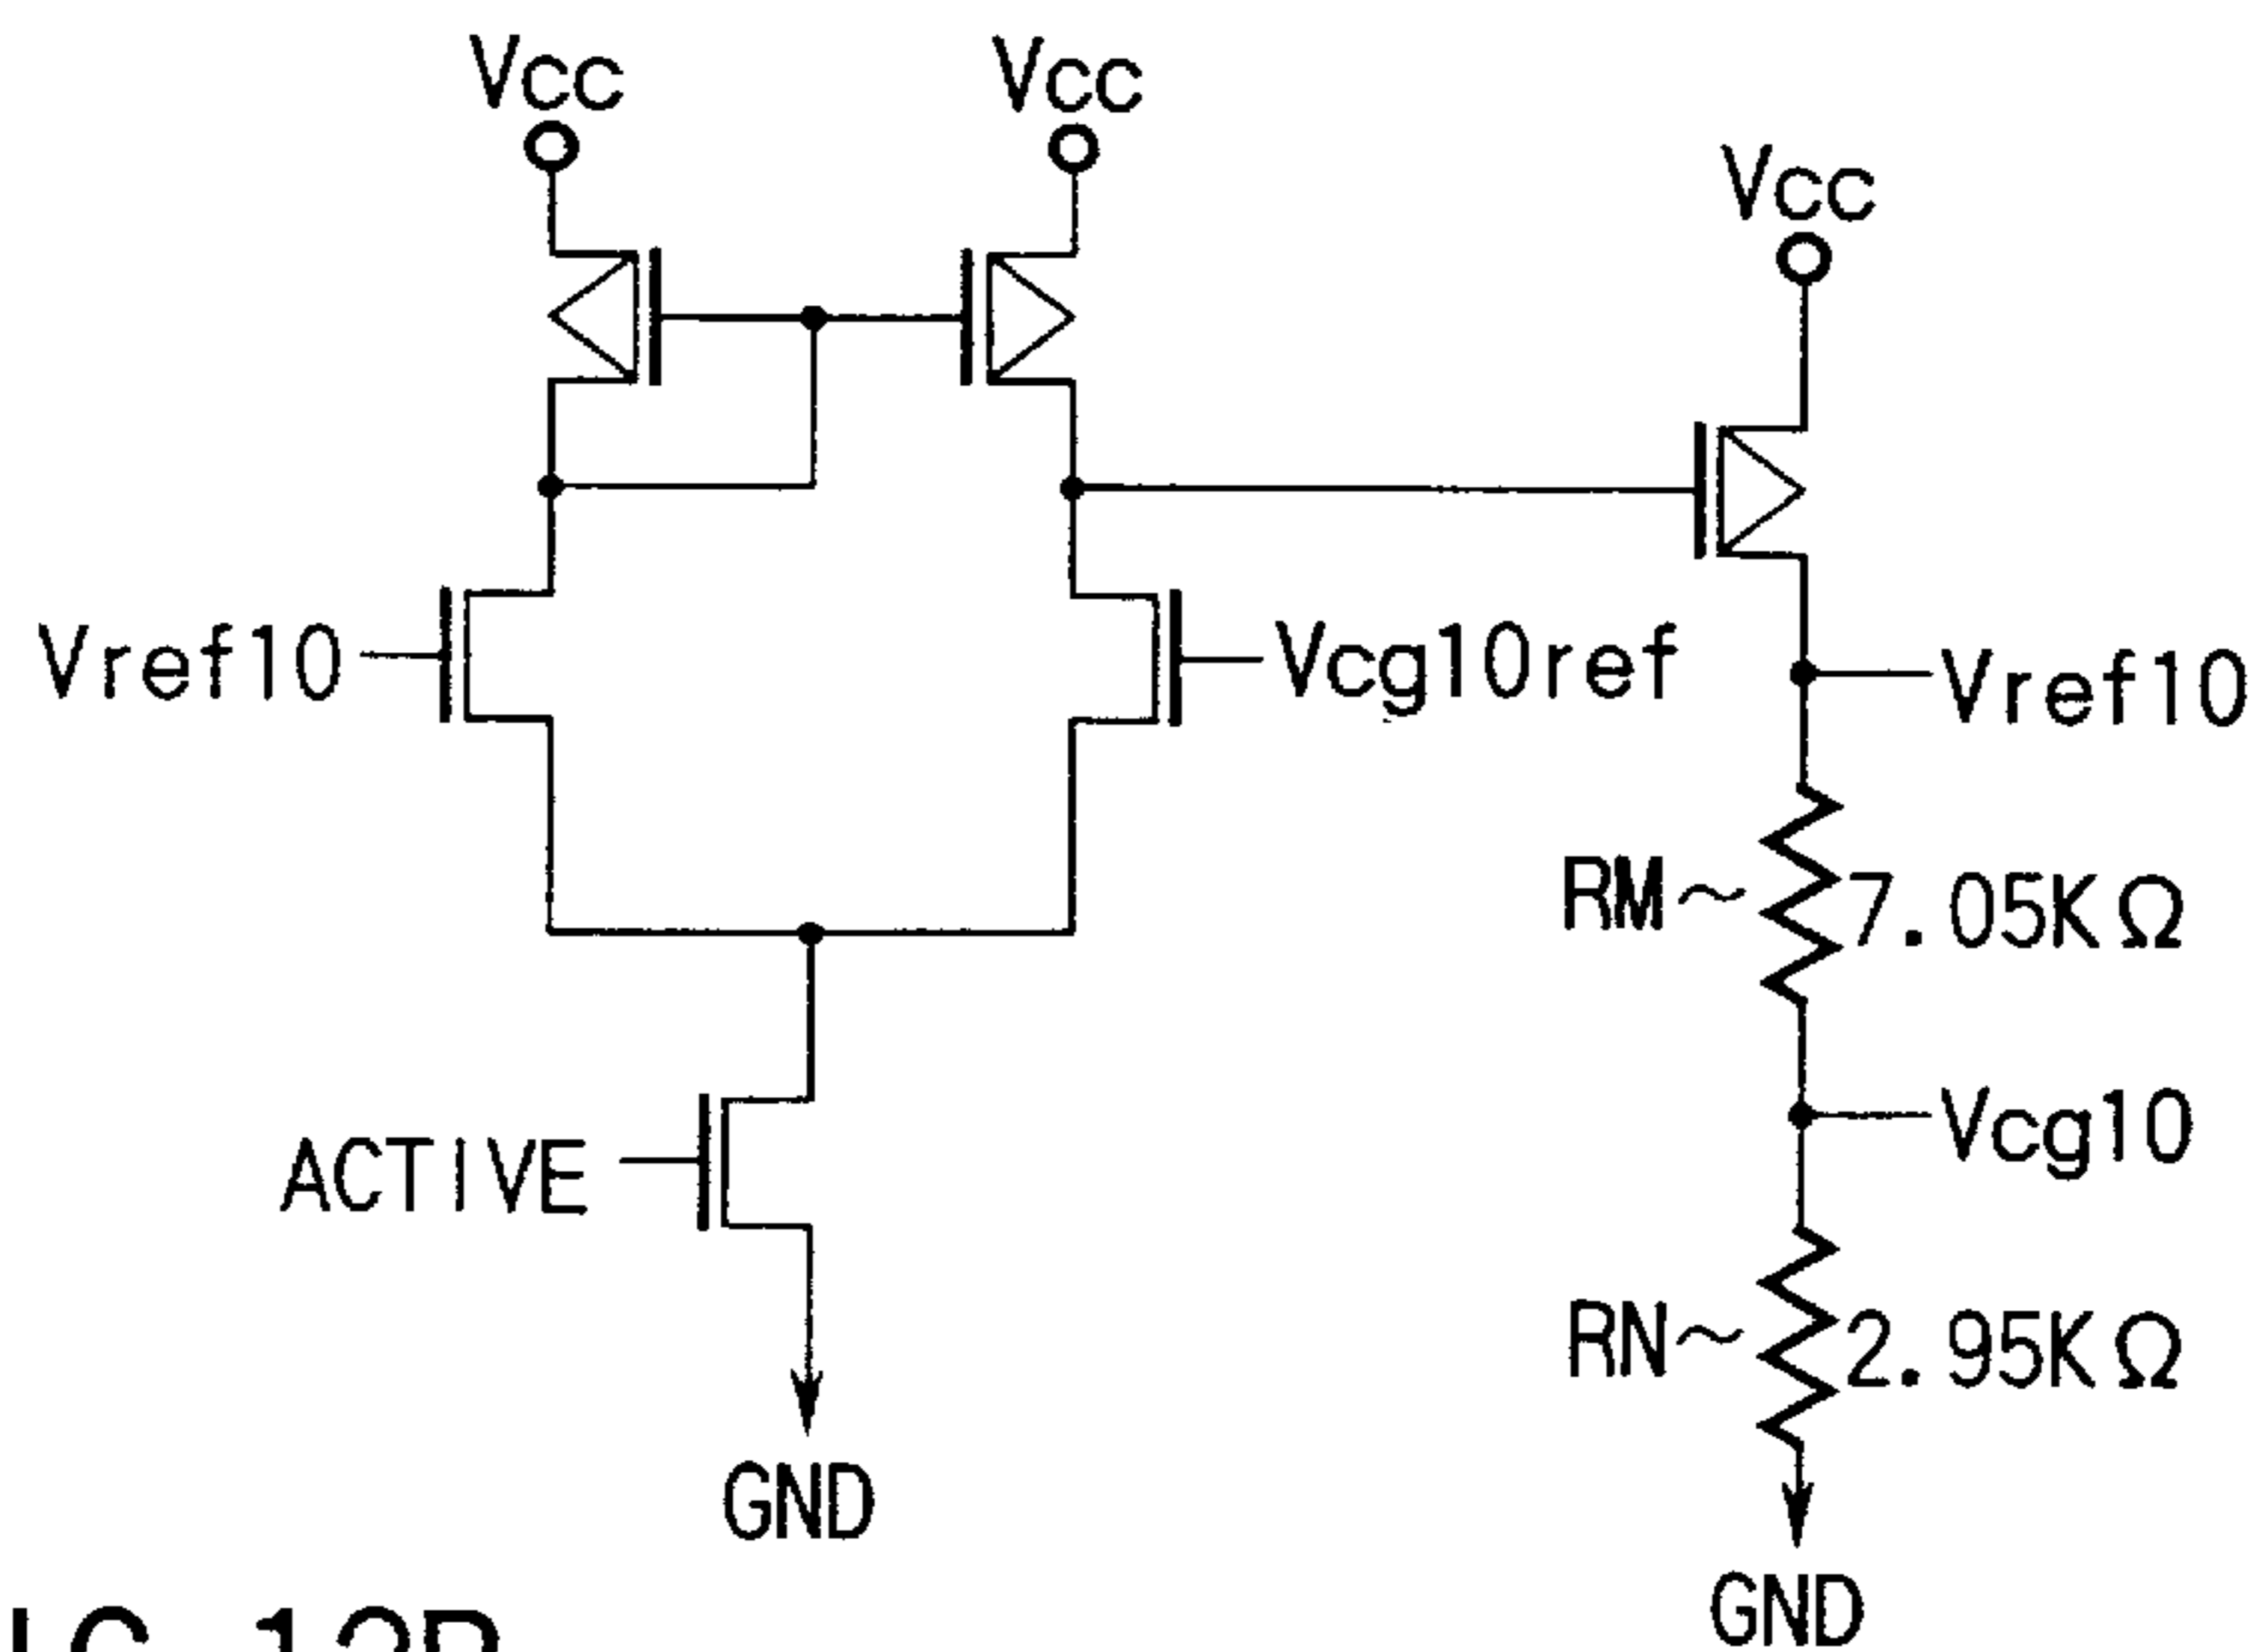 Vcc
Vcc
Vcc
Vref10
Vcg10ref
Vref10
RM 7.05KΩ
ACTIVE
Vcg10
RN 2.95KΩ
GND
GND